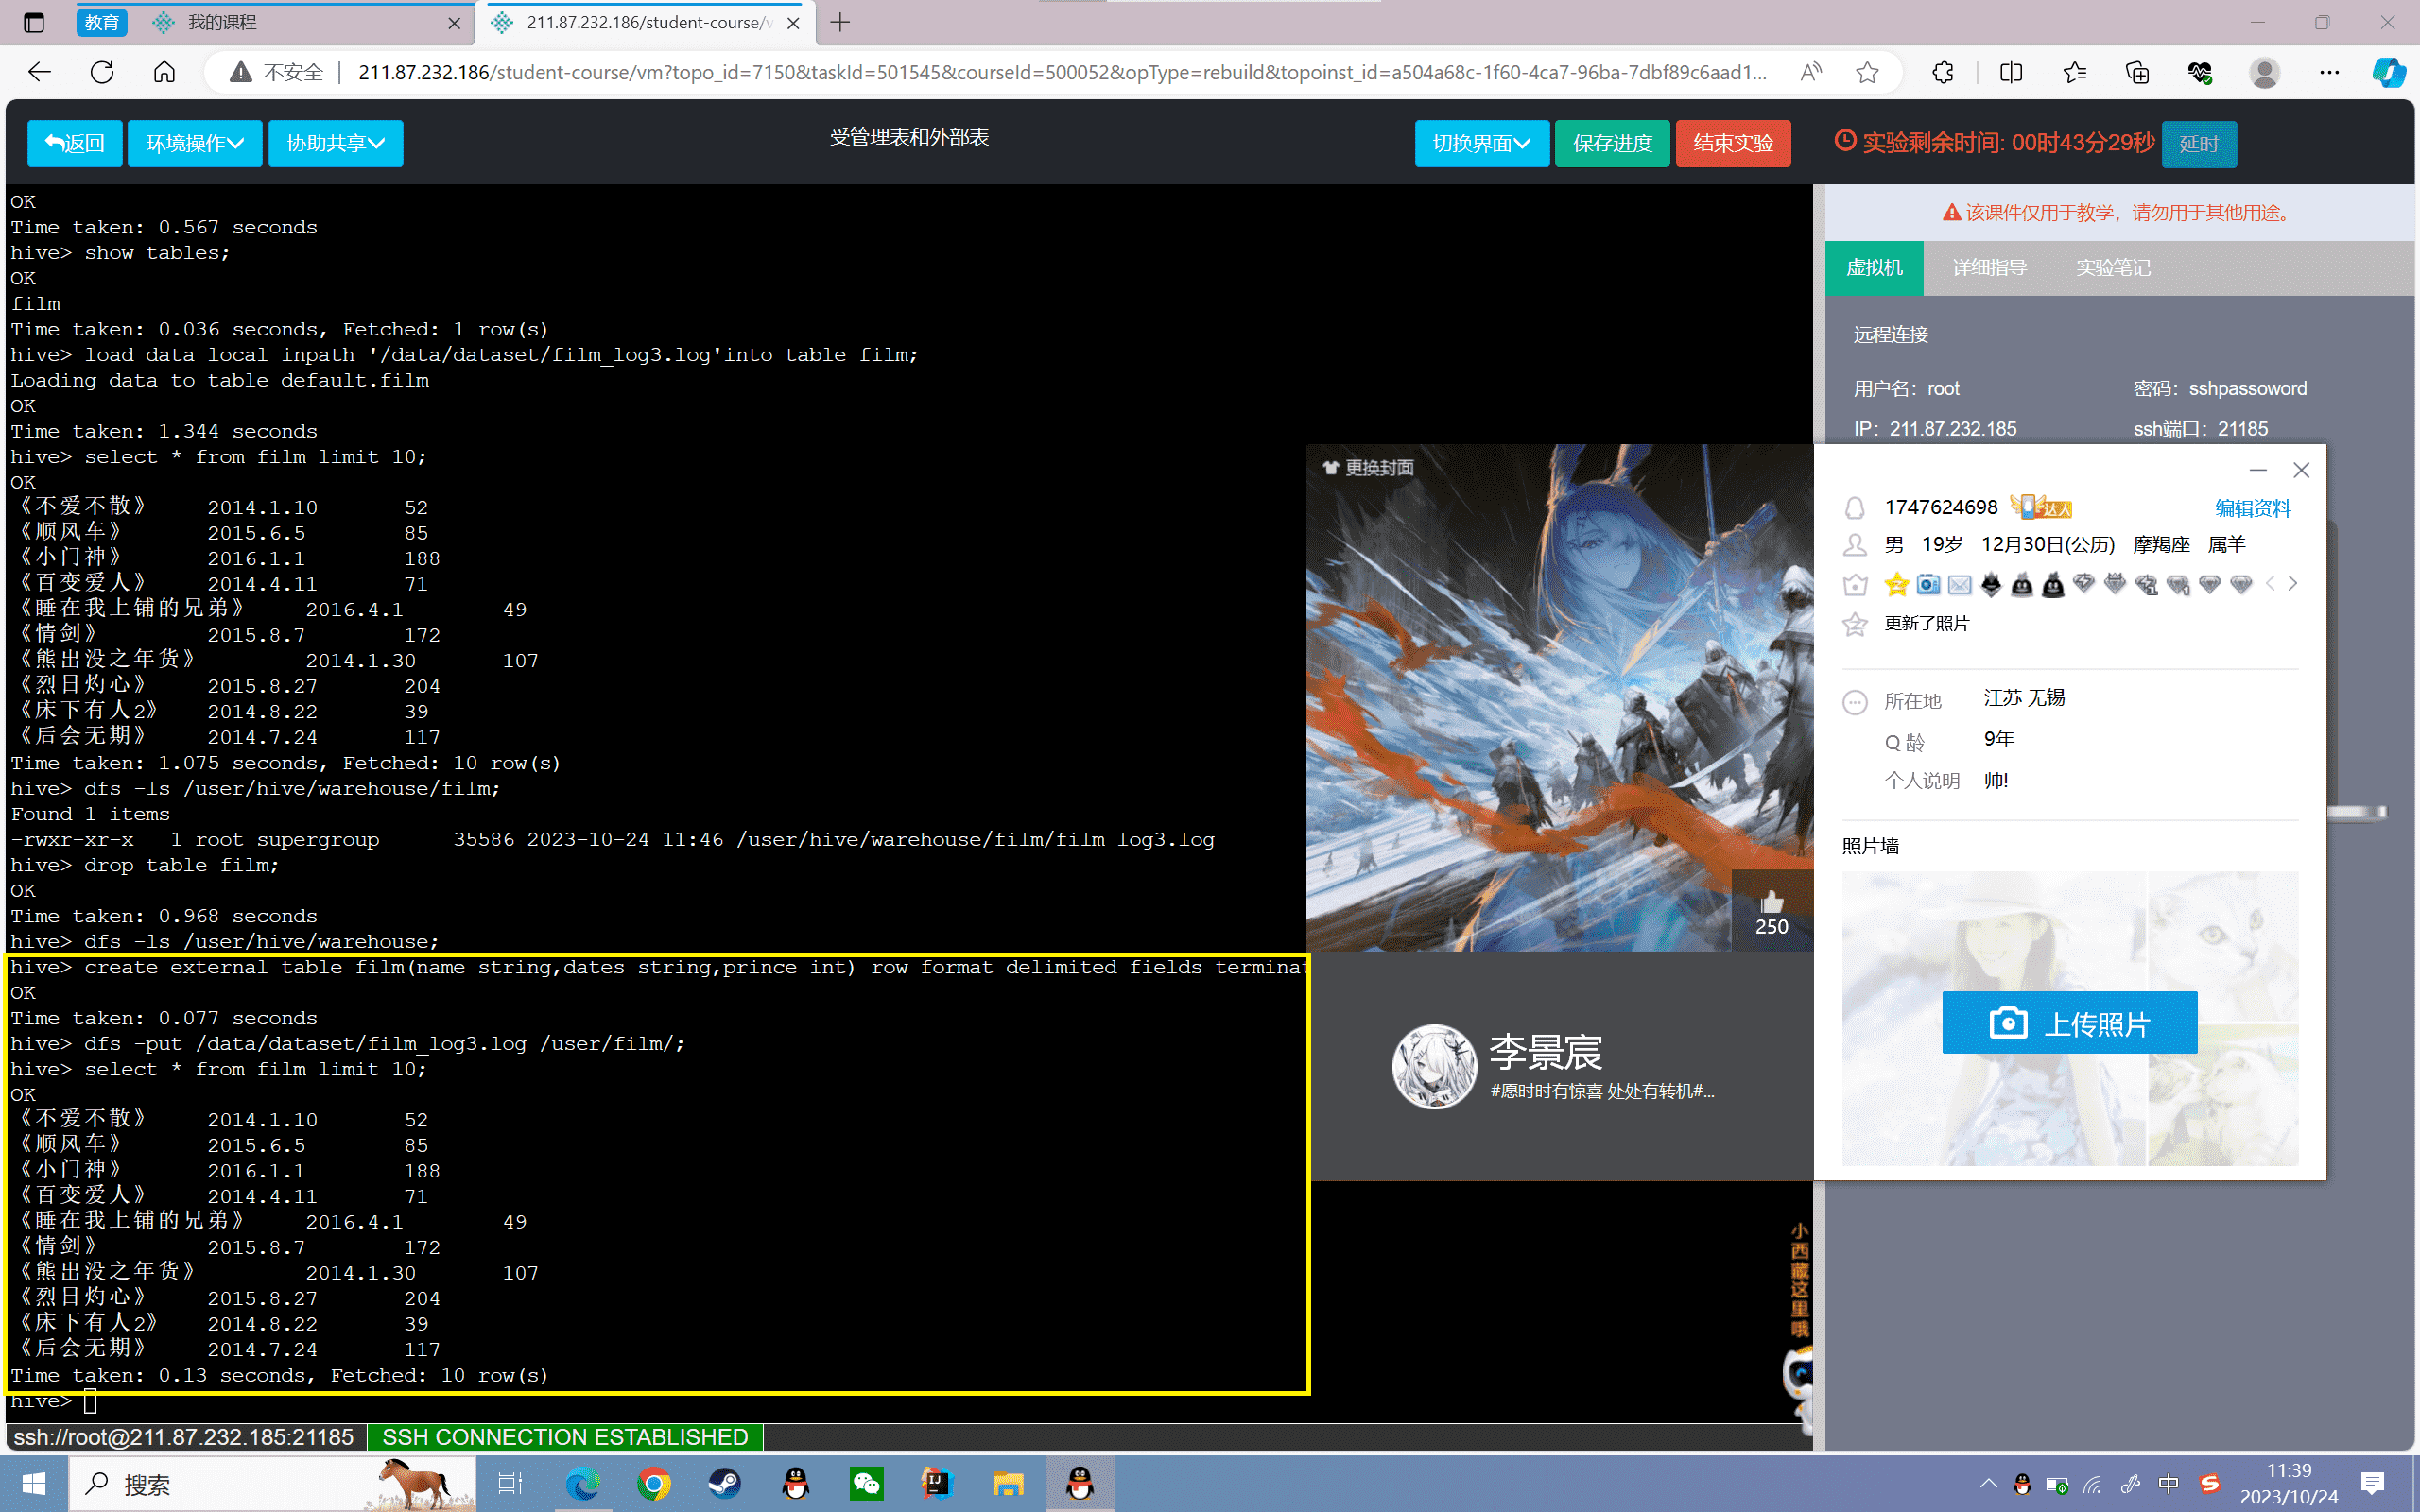 教育
我的课程
211.87.232.186/student-course/v
不安全
211.87.232.186/student-course/vm?topo_id=7150&taskId=501545&courseId=500052&opType=rebuild&topoinst_id=a504a68c-1f60-4ca7-96ba-7dbf89c6aad1...
返回
环境操作
协助共享
受管理表和外部表
切换界面
保存进度
结束实验
实验剩余时间: 00时43分29秒
延时
OK
Time taken: 0.567 seconds
hive> show tables;
OK
film
Time taken: 0.036 seconds, Fetched: 1 row(s)
hive> load data local inpath '/data/dataset/film_log3.log'into table film;
Loading data to table default.film
OK
Time taken: 1.344 seconds
hive> select * from film limit 10;
OK
《不爱不散》 2014.1.10 52
《顺风车》 2015.6.5 85
《小门神》 2016.1.1 188
《百变爱人》 2014.4.11 71
《睡在我上铺的兄弟》 2016.4.1 49
《情剑》 2015.8.7 172
《熊出没之年货》 2014.1.30 107
《烈日灼心》 2015.8.27 204
《床下有人2》 2014.8.22 39
《后会无期》 2014.7.24 117
Time taken: 1.075 seconds, Fetched: 10 row(s)
hive> dfs -ls /user/hive/warehouse/film;
Found 1 items
-rwxr-xr-x 1 root supergroup 35586 2023-10-24 11:46 /user/hive/warehouse/film/film_log3.log
hive> drop table film;
OK
Time taken: 0.968 seconds
hive> dfs -ls /user/hive/warehouse;
hive> create external table film(name string,dates string,prince int) row format delimited fields terminat
OK
Time taken: 0.077 seconds
hive> dfs -put /data/dataset/film_log3.log /user/film/;
hive> select * from film limit 10;
OK
《不爱不散》 2014.1.10 52
《顺风车》 2015.6.5 85
《小门神》 2016.1.1 188
《百变爱人》 2014.4.11 71
《睡在我上铺的兄弟》 2016.4.1 49
《情剑》 2015.8.7 172
《熊出没之年货》 2014.1.30 107
《烈日灼心》 2015.8.27 204
《床下有人2》 2014.8.22 39
《后会无期》 2014.7.24 117
Time taken: 0.13 seconds, Fetched: 10 row(s)
hive>
ssh://root@211.87.232.185:21185
SSH CONNECTION ESTABLISHED
该课件仅用于教学，请勿用于其他用途。
虚拟机
详细指导
实验笔记
远程连接
用户名：root
密码：sshpassoword
IP：211.87.232.185
ssh端口：21185
更换封面
250
李景宸
#愿时时有惊喜 处处有转机#...
1747624698
达人
编辑资料
男 19岁 12月30日(公历) 摩羯座 属羊
更新了照片
所在地 江苏 无锡
Q 龄 9年
个人说明 帅!
照片墙
上传照片
小西藏这里哦
搜索
中
11:39
2023/10/24